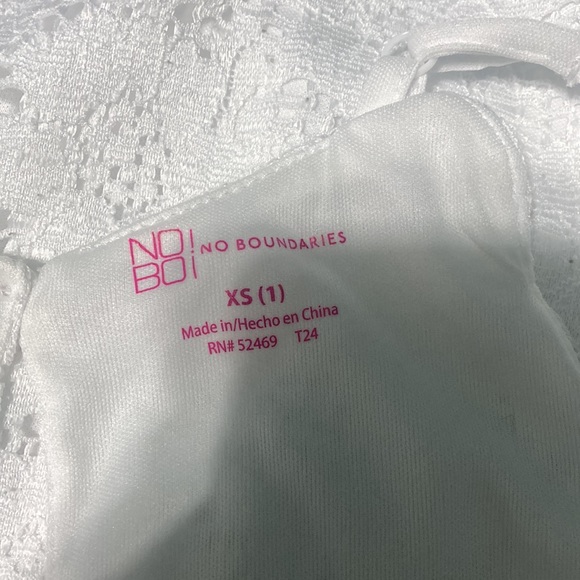 NO! NO BOUNDARIES
BO!
XS (1)
Made in/Hecho en China
RN# 52469 T24